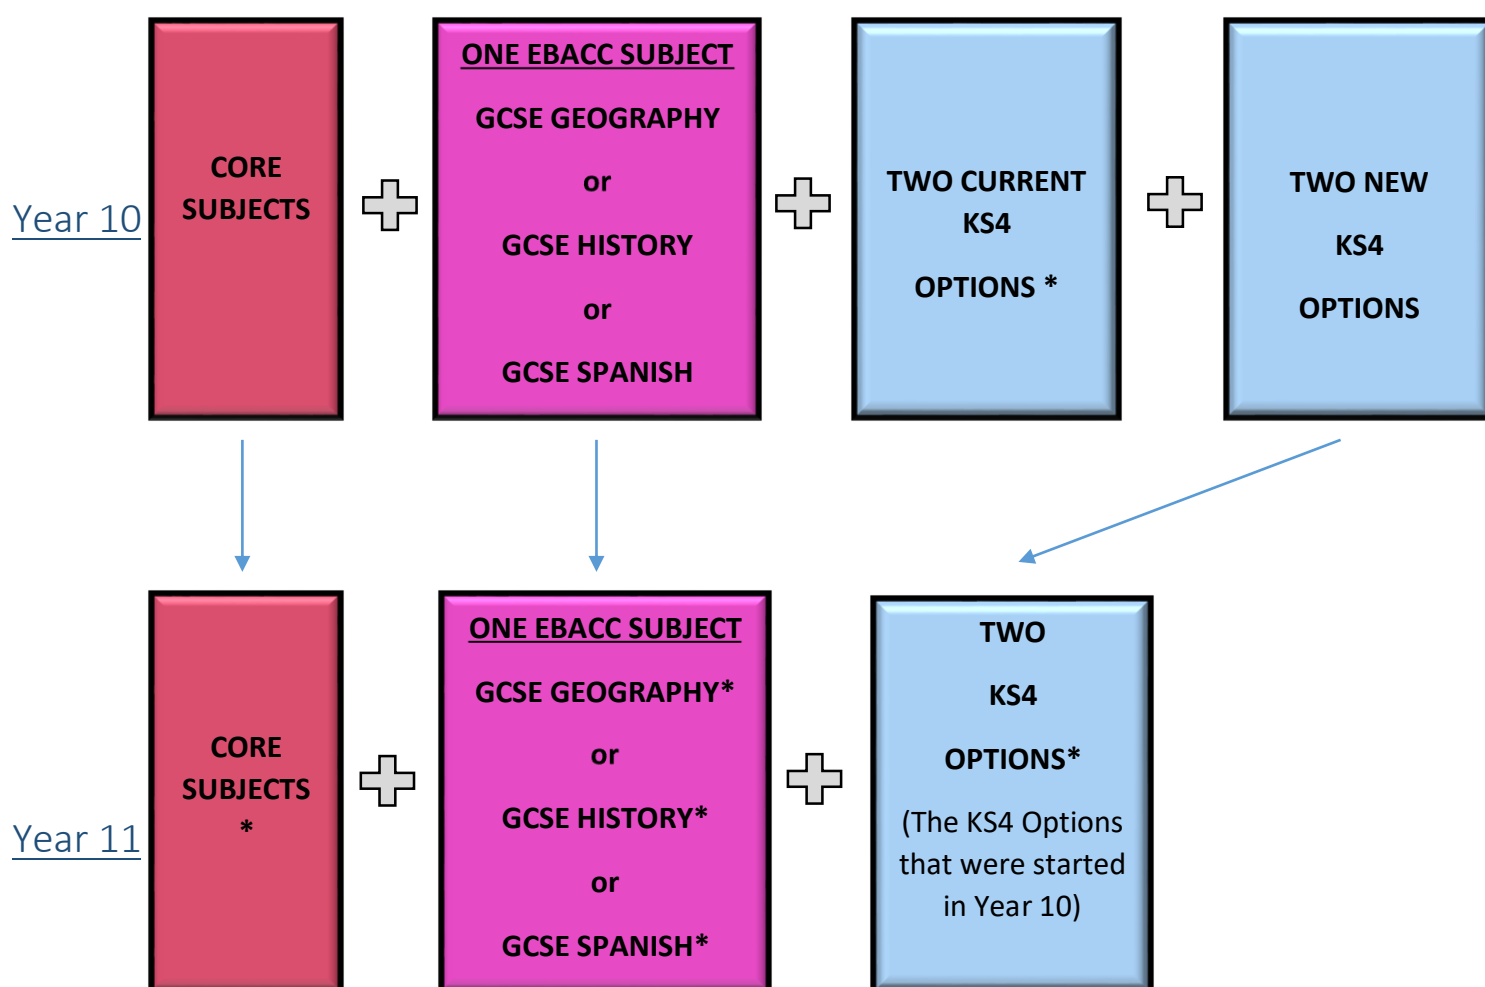 Year 10
CORE
SUBJECTS
ONE EBACC SUBJECT
GCSE GEOGRAPHY
or
GCSE HISTORY
or
GCSE SPANISH
TWO CURRENT
KS4
OPTIONS *
TWO NEW
KS4
OPTIONS
Year 11
CORE
SUBJECTS
*
ONE EBACC SUBJECT
GCSE GEOGRAPHY*
or
GCSE HISTORY*
or
GCSE SPANISH*
TWO
KS4
OPTIONS*
(The KS4 Options
that were started
in Year 10)